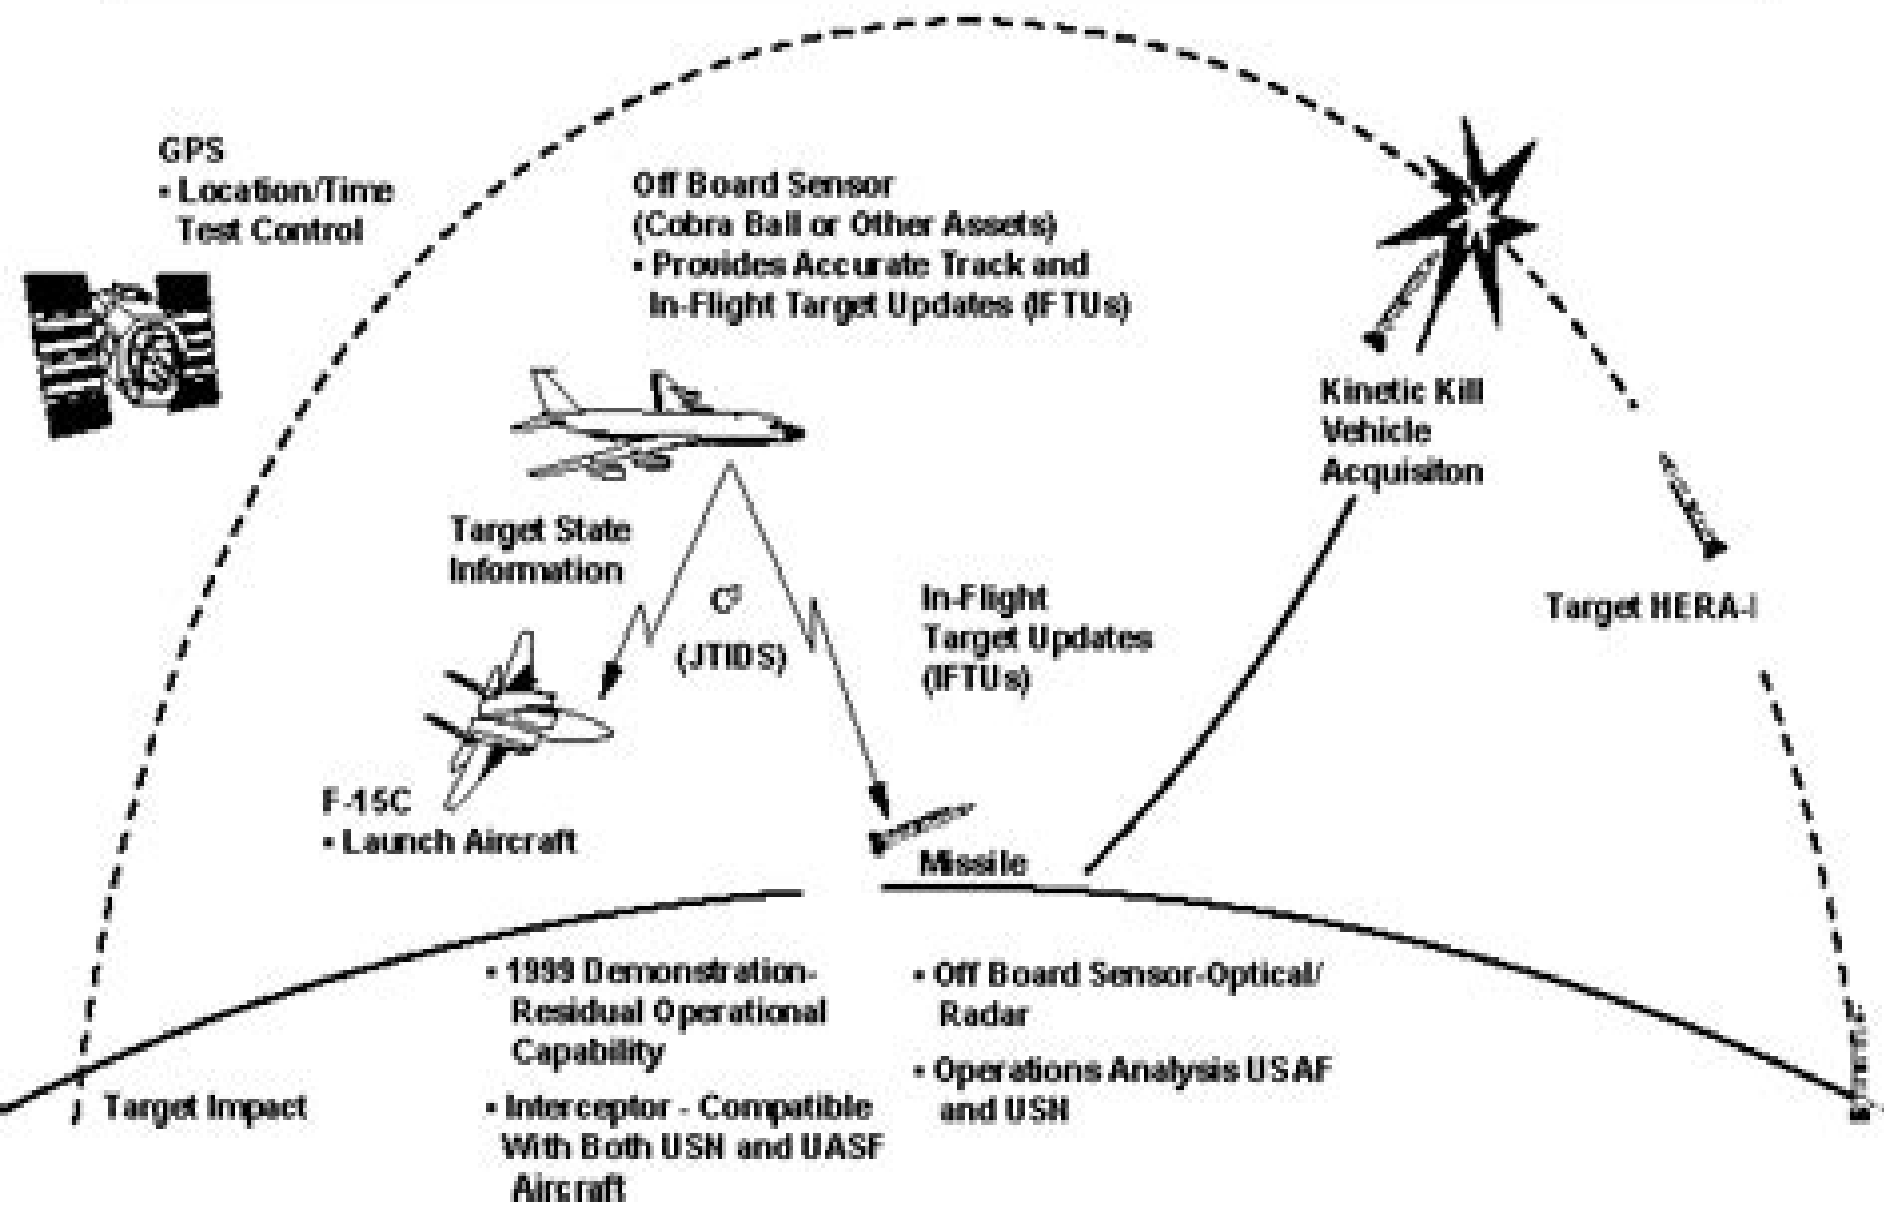 GPS
• Location/Time
Test Control
Off Board Sensor
(Cobra Ball or Other Assets)
• Provides Accurate Track and
In-Flight Target Updates (IFTUs)
Kinetic Kill
Vehicle
Acquisiton
Target State
Information
C³
(JTIDS)
In-Flight
Target Updates
(IFTUs)
Target HERA-I
F-15C
• Launch Aircraft
Missile
Target Impact
• 1999 Demonstration-
Residual Operational
Capability
• Interceptor - Compatible
With Both USN and UASF
Aircraft
• Off Board Sensor-Optical/
Radar
• Operations Analysis USAF
and USN